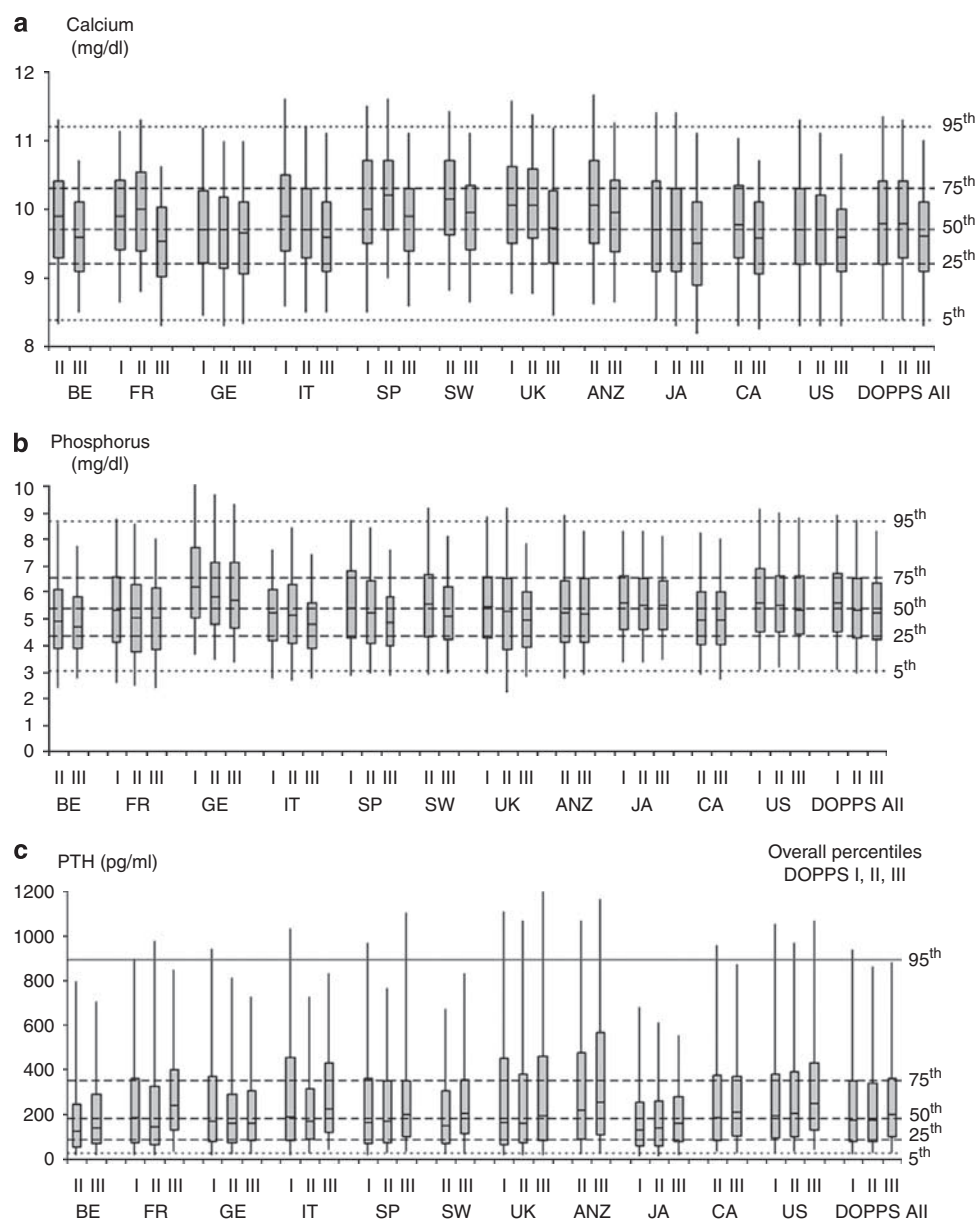 a Calcium
(mg/dl)
12
11
10
9
8
95th
75th
50th
25th
5th
II III I II III I II III I II III I II III II III I II III II III I II III II III I II III I II III
BE FR GE IT SP SW UK ANZ JA CA US DOPPS All
b Phosphorus
(mg/dl)
10
9
8
7
6
5
4
3
2
1
0
95th
75th
50th
25th
5th
II III I II III I II III I II III I II III II III I II III II III I II III II III I II III I II III
BE FR GE IT SP SW UK ANZ JA CA US DOPPS All
c PTH (pg/ml)
Overall percentiles
DOPPS I, II, III
1200
1000
800
600
400
200
0
95th
75th
50th
25th
5th
II III I II III I II III I II III I II III II III I II III II III I II III II III I II III I II III
BE FR GE IT SP SW UK ANZ JA CA US DOPPS All